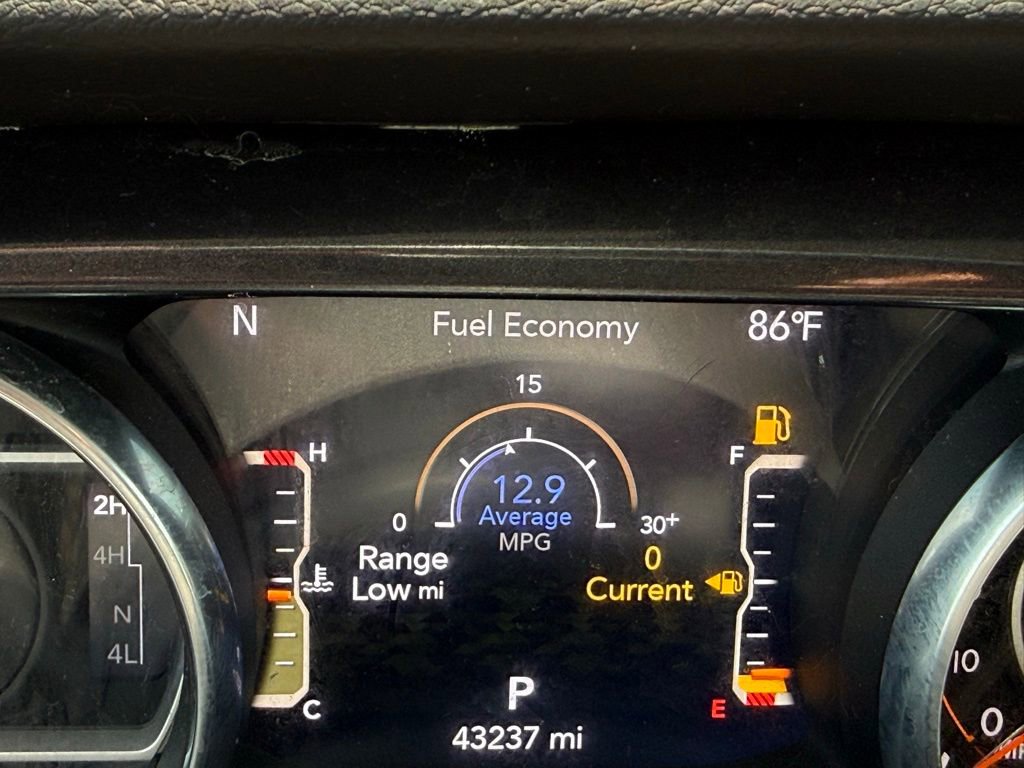 N
Fuel Economy
86°F
15
H
F
2H
12.9
Average
MPG
0
30+
4H
Range
Low mi
0
Current
N
4L
10
P
C
E
0
43237 mi